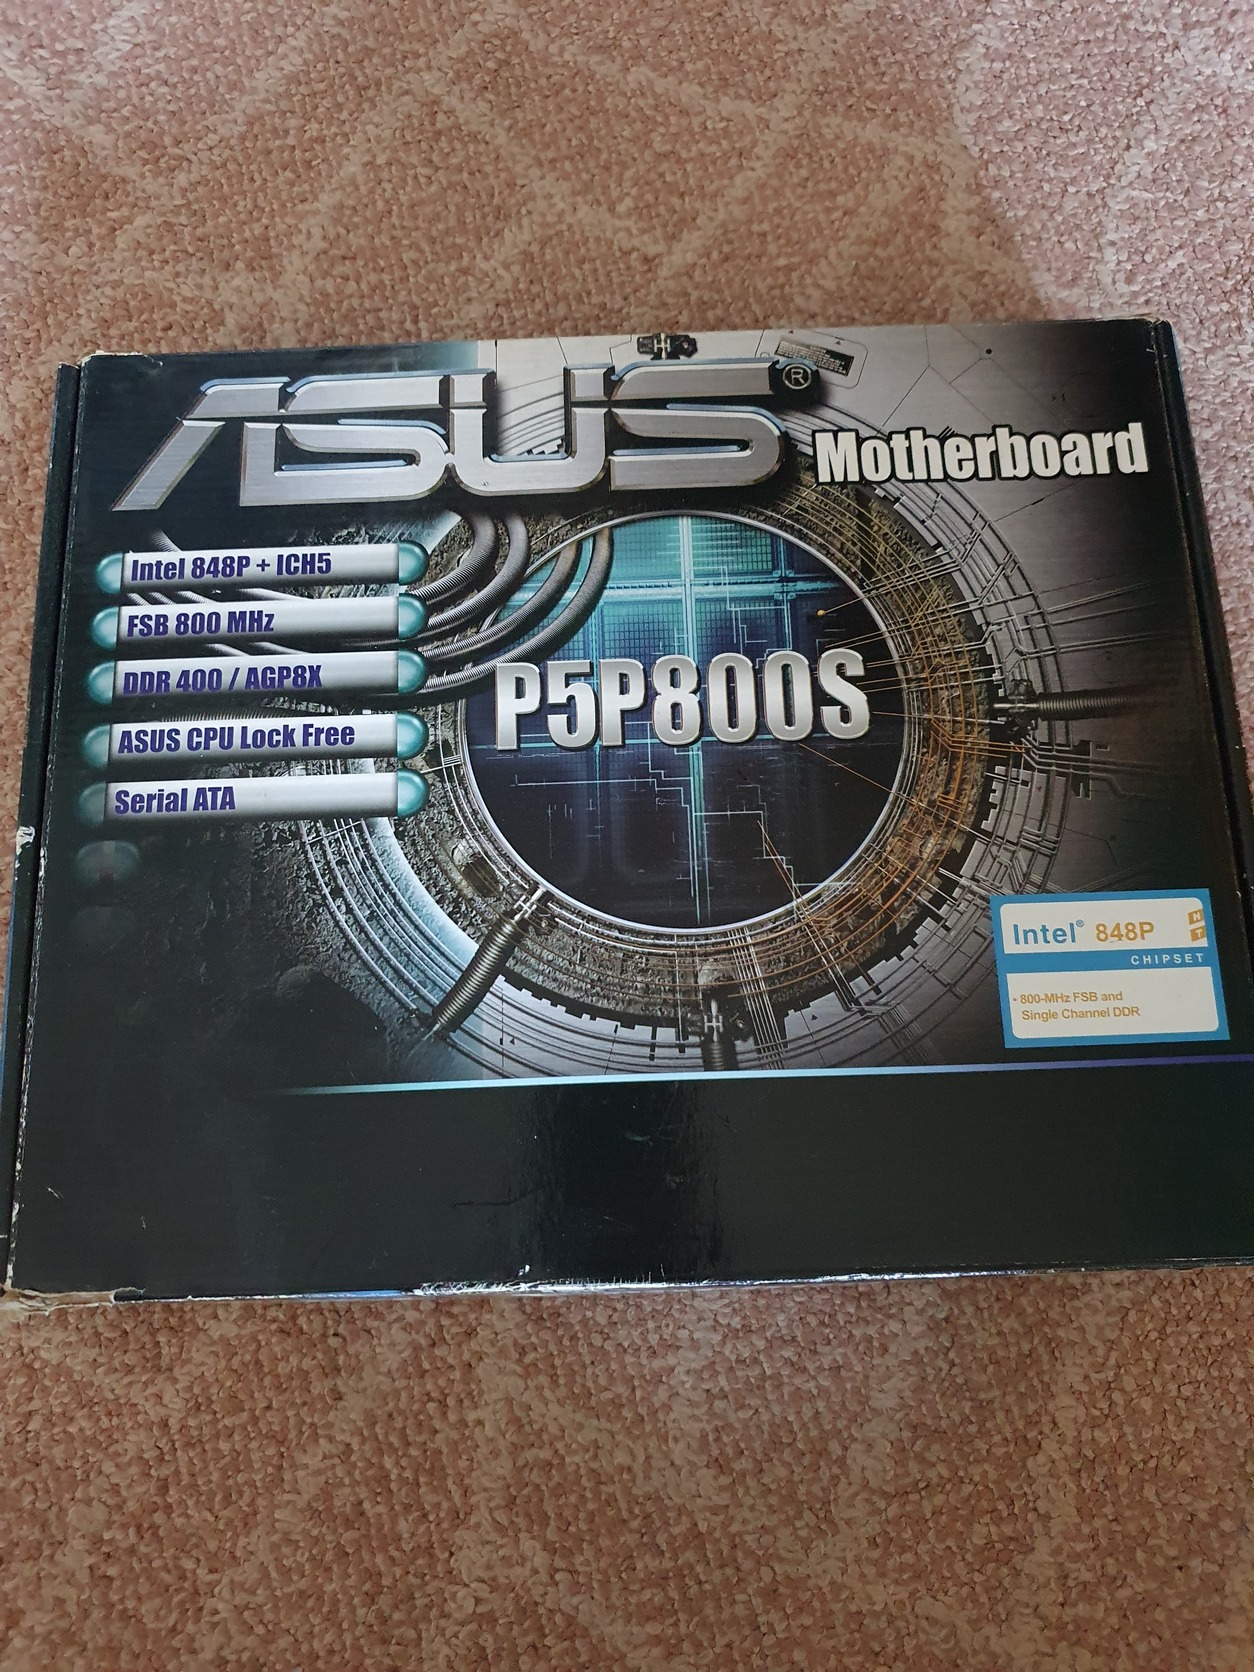 ASUS®
Motherboard
Intel 848P + ICH5
FSB 800 MHz
DDR 400 / AGP8X
ASUS CPU Lock Free
Serial ATA
P5P800S
Intel® 848P
HT
CHIPSET
• 800-MHz FSB and
Single Channel DDR